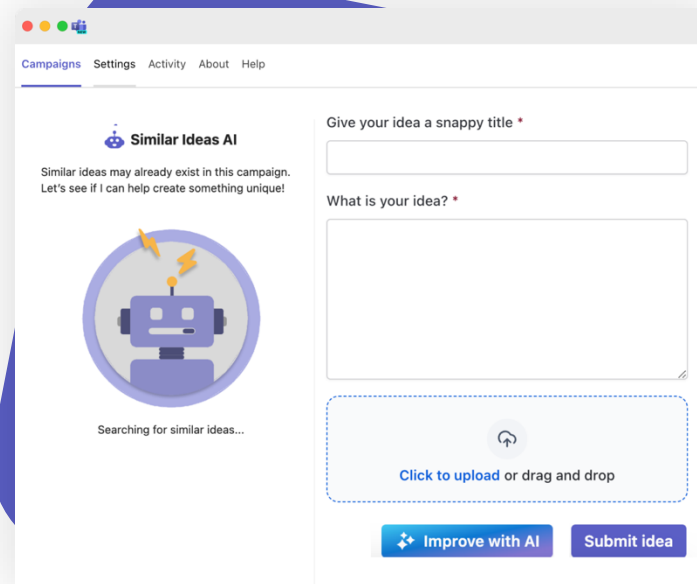 Campaigns Settings Activity About Help
Similar Ideas AI
Similar ideas may already exist in this campaign.
Let's see if I can help create something unique!
Searching for similar ideas...
Give your idea a snappy title *
What is your idea? *
Click to upload or drag and drop
Improve with AI
Submit idea